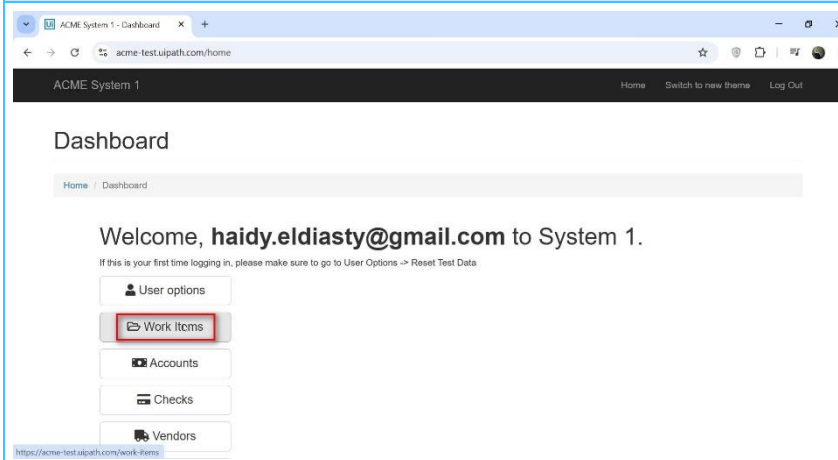 ACME System 1 - Dashboard
acme-test.uipath.com/home
ACME System 1 Home Switch to new theme Log Out
Dashboard
Home / Dashboard
Welcome, haidy.eldiasty@gmail.com to System 1.
If this is your first time logging in, please make sure to go to User Options -> Reset Test Data
User options
Work Items
Accounts
Checks
Vendors
https://acme-test.uipath.com/work-items